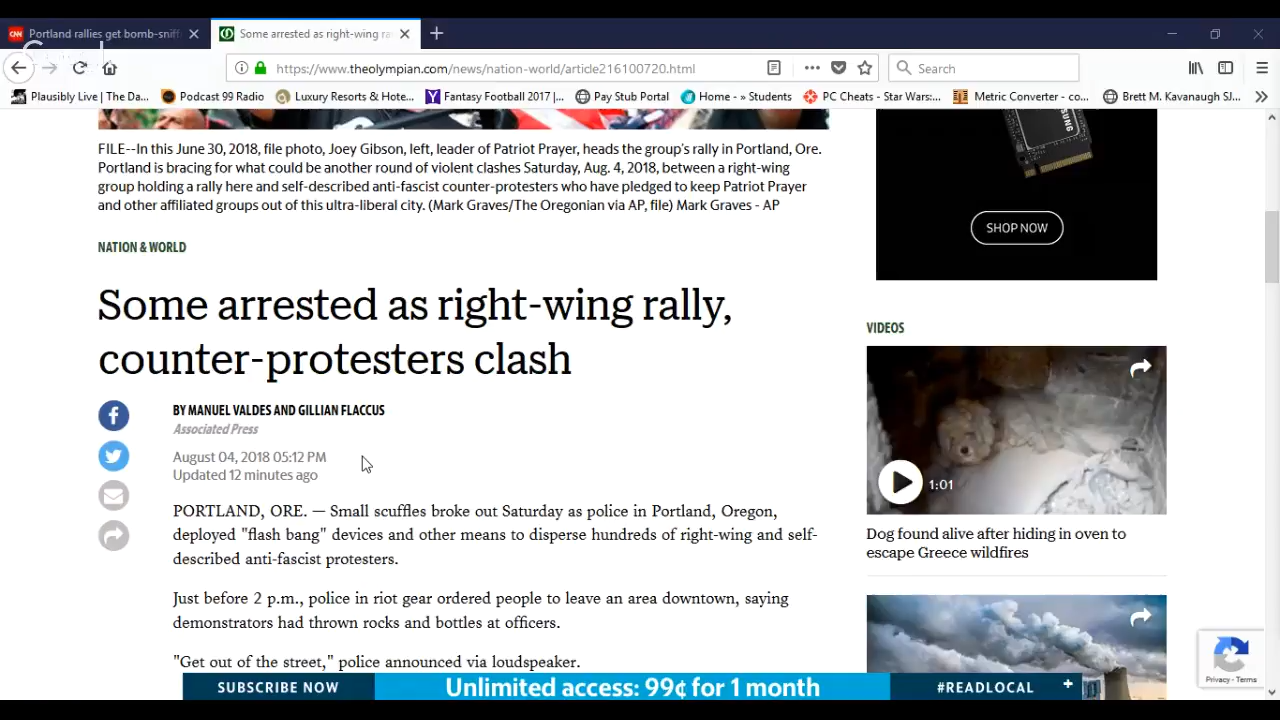 Portland rallies get bomb-sniff
Some arrested as right-wing ra
https://www.theolympian.com/news/nation-world/article216100720.html
Search
Plausibly Live | The Da...
Podcast 99 Radio
Luxury Resorts & Hote...
Fantasy Football 2017 |...
Pay Stub Portal
Home - » Students
PC Cheats - Star Wars:...
Metric Converter - co...
Brett M. Kavanaugh SJ...
FILE--In this June 30, 2018, file photo, Joey Gibson, left, leader of Patriot Prayer, heads the group's rally in Portland, Ore.
Portland is bracing for what could be another round of violent clashes Saturday, Aug. 4, 2018, between a right-wing
group holding a rally here and self-described anti-fascist counter-protesters who have pledged to keep Patriot Prayer
and other affiliated groups out of this ultra-liberal city. (Mark Graves/The Oregonian via AP, file) Mark Graves - AP
NATION & WORLD
Some arrested as right-wing rally,
counter-protesters clash
BY MANUEL VALDES AND GILLIAN FLACCUS
Associated Press
August 04, 2018 05:12 PM
Updated 12 minutes ago
PORTLAND, ORE. — Small scuffles broke out Saturday as police in Portland, Oregon,
deployed "flash bang" devices and other means to disperse hundreds of right-wing and self-
described anti-fascist protesters.
Just before 2 p.m., police in riot gear ordered people to leave an area downtown, saying
demonstrators had thrown rocks and bottles at officers.
"Get out of the street," police announced via loudspeaker.
SAMSUNG
SHOP NOW
VIDEOS
1:01
Dog found alive after hiding in oven to
escape Greece wildfires
Privacy - Terms
SUBSCRIBE NOW
Unlimited access: 99¢ for 1 month
#READLOCAL +